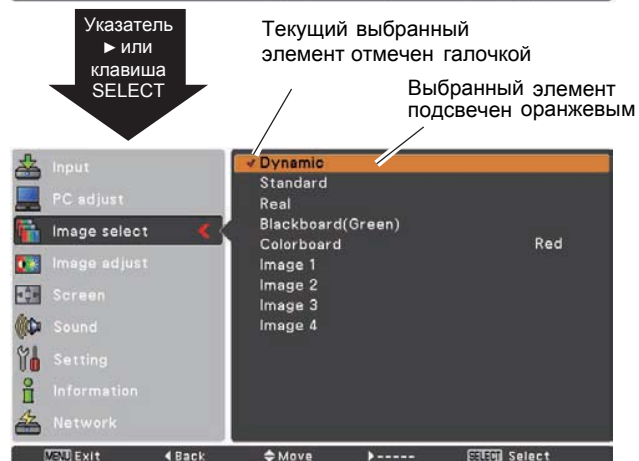 Указатель
► или
клавиша
SELECT
Текущий выбранный
элемент отмечен галочкой
Выбранный элемент
подсвечен оранжевым
Input
PC adjust
Image select
Image adjust
Screen
Sound
Setting
Information
Network
✓ Dynamic
Standard
Real
Blackboard(Green)
Colorboard Red
Image 1
Image 2
Image 3
Image 4
MENU Exit ◄ Back Move ► ----- SELECT Select